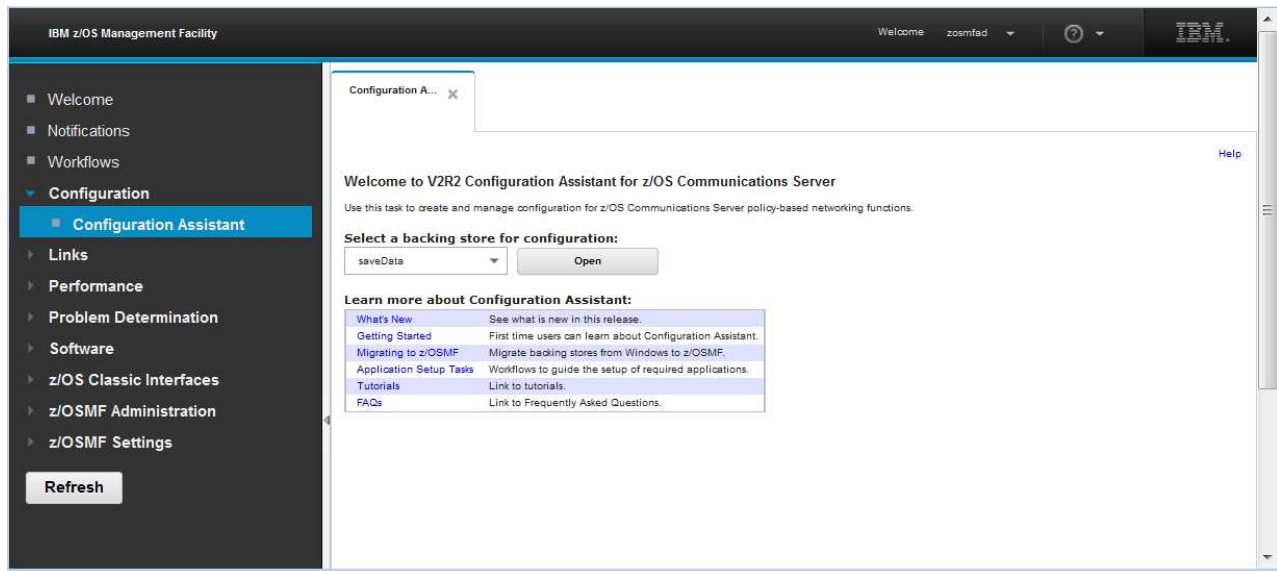 IBM z/OS Management Facility
Welcome zosmfad
IBM.
Welcome
Notifications
Workflows
Configuration
Configuration Assistant
Links
Performance
Problem Determination
Software
z/OS Classic Interfaces
z/OSMF Administration
z/OSMF Settings
Refresh
Configuration A...
Help
Welcome to V2R2 Configuration Assistant for z/OS Communications Server
Use this task to create and manage configuration for z/OS Communications Server policy-based networking functions.
Select a backing store for configuration:
saveData Open
Learn more about Configuration Assistant:
What's New See what is new in this release.
Getting Started First time users can learn about Configuration Assistant.
Migrating to z/OSMF Migrate backing stores from Windows to z/OSMF.
Application Setup Tasks Workflows to guide the setup of required applications.
Tutorials Link to tutorials.
FAQs Link to Frequently Asked Questions.